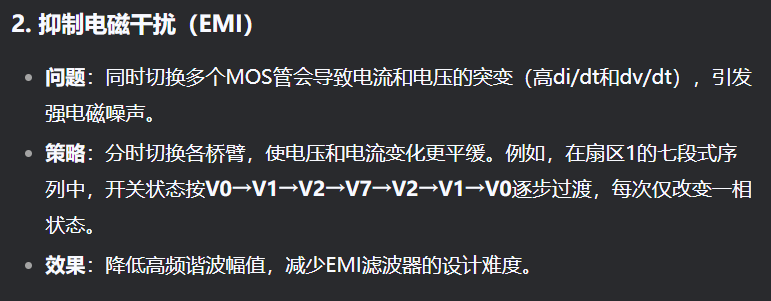 2. 抑制电磁干扰（EMI）
• 问题：同时切换多个MOS管会导致电流和电压的突变（高di/dt和dv/dt），引发
强电磁噪声。
• 策略：分时切换各桥臂，使电压和电流变化更平缓。例如，在扇区1的七段式序
列中，开关状态按V0→V1→V2→V7→V2→V1→V0逐步过渡，每次仅改变一相
状态。
• 效果：降低高频谐波幅值，减少EMI滤波器的设计难度。